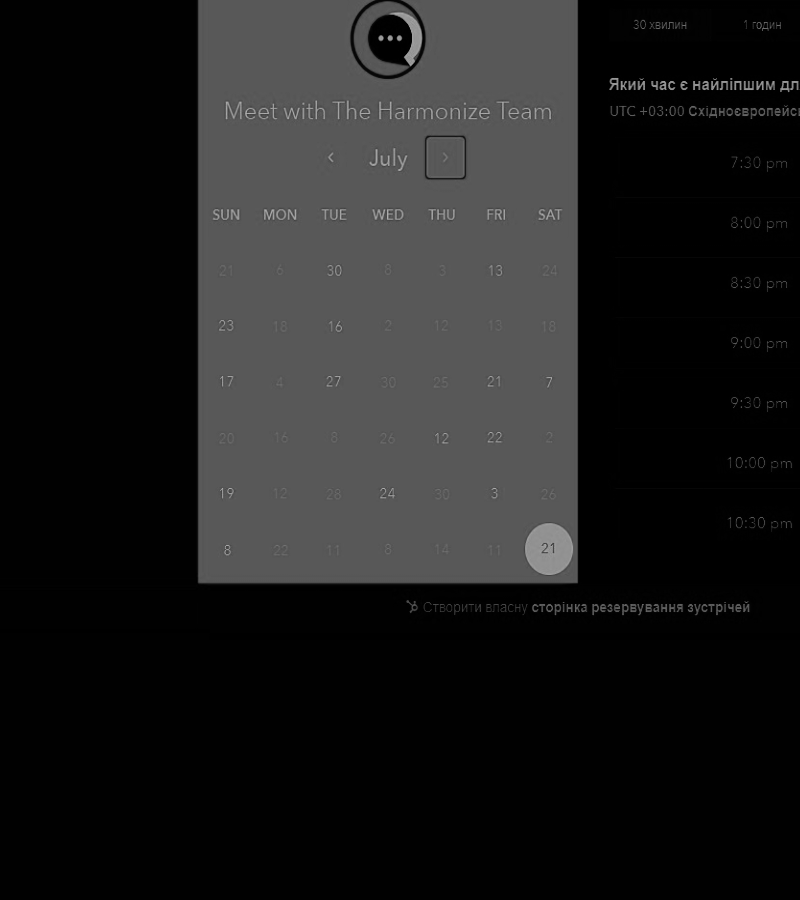 30 хвилин 1 годин
Meet with The Harmonize Team
Який час є найліпшим дл
UTC +03:00 Східноєвропейсь
July
7:30 pm
SUN MON TUE WED THU FRI SAT
8:00 pm
21 6 30 8 3 13 24
8:30 pm
23 18 16 2 12 13 18
9:00 pm
17 4 27 30 25 21 7
9:30 pm
20 16 8 26 12 22 2
10:00 pm
19 12 28 24 30 3 26
10:30 pm
8 22 11 8 14 11 21
Створити власну сторінка резервування зустрічей